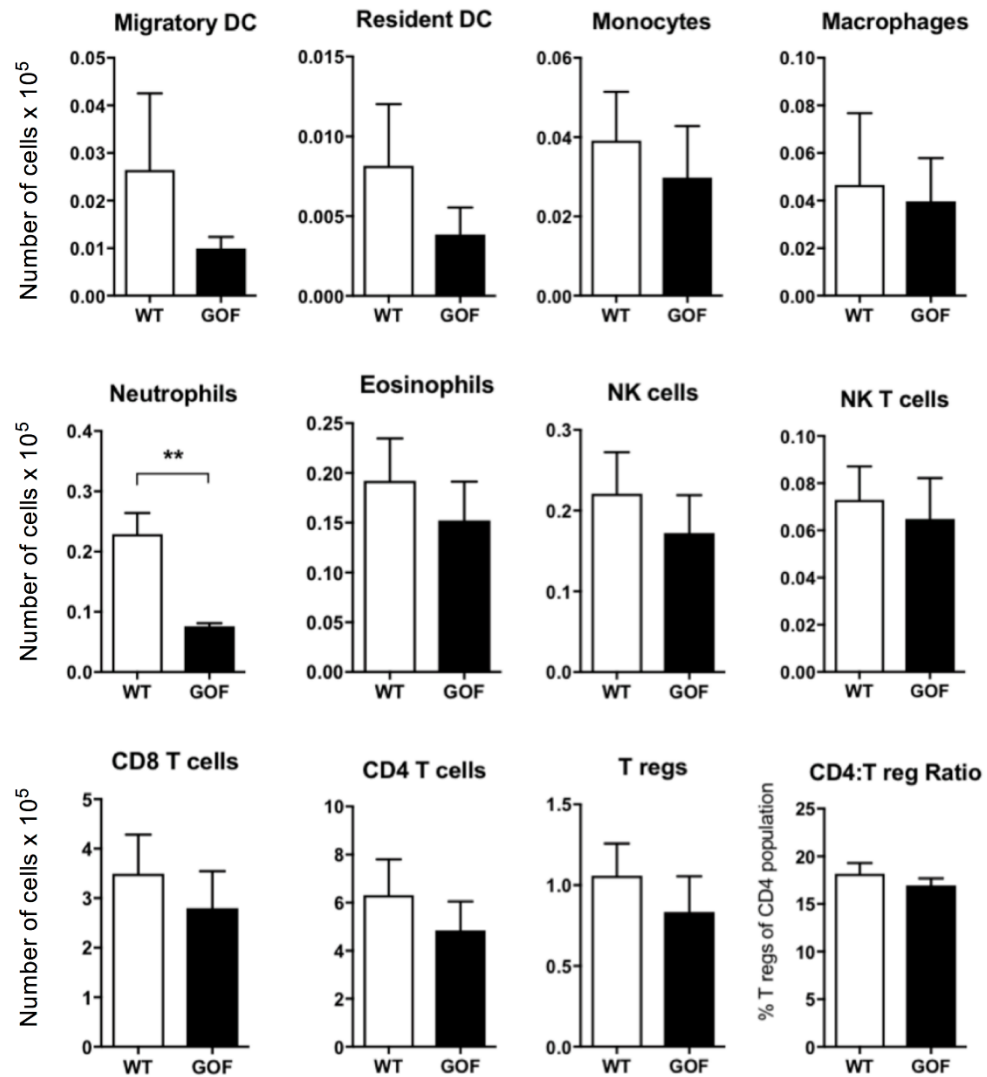 Migratory DC
Resident DC
Monocytes
Macrophages
Number of cells x 10⁵
0.05
0.04
0.03
0.02
0.01
0.00
WT GOF
0.015
0.010
0.005
0.000
WT GOF
0.06
0.04
0.02
0.00
WT GOF
0.10
0.08
0.06
0.04
0.02
0.00
WT GOF
Neutrophils
Eosinophils
NK cells
NK T cells
Number of cells x 10⁵
0.4
0.3
0.2
0.1
0.0
**
WT GOF
0.25
0.20
0.15
0.10
0.05
0.00
WT GOF
0.3
0.2
0.1
0.0
WT GOF
0.10
0.08
0.06
0.04
0.02
0.00
WT GOF
CD8 T cells
CD4 T cells
T regs
CD4:T reg Ratio
Number of cells x 10⁵
5
4
3
2
1
0
WT GOF
10
8
6
4
2
0
WT GOF
1.5
1.0
0.5
0.0
WT GOF
% T regs of CD4 population
25
20
15
10
5
0
WT GOF